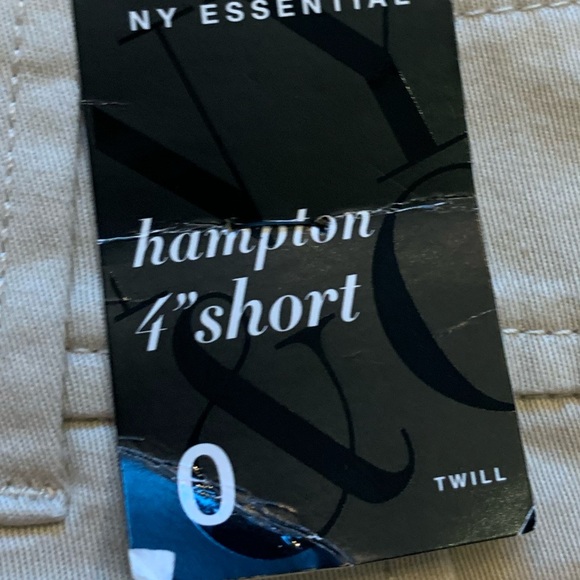 NY ESSENTIAL
hampton
4" short
0
TWILL